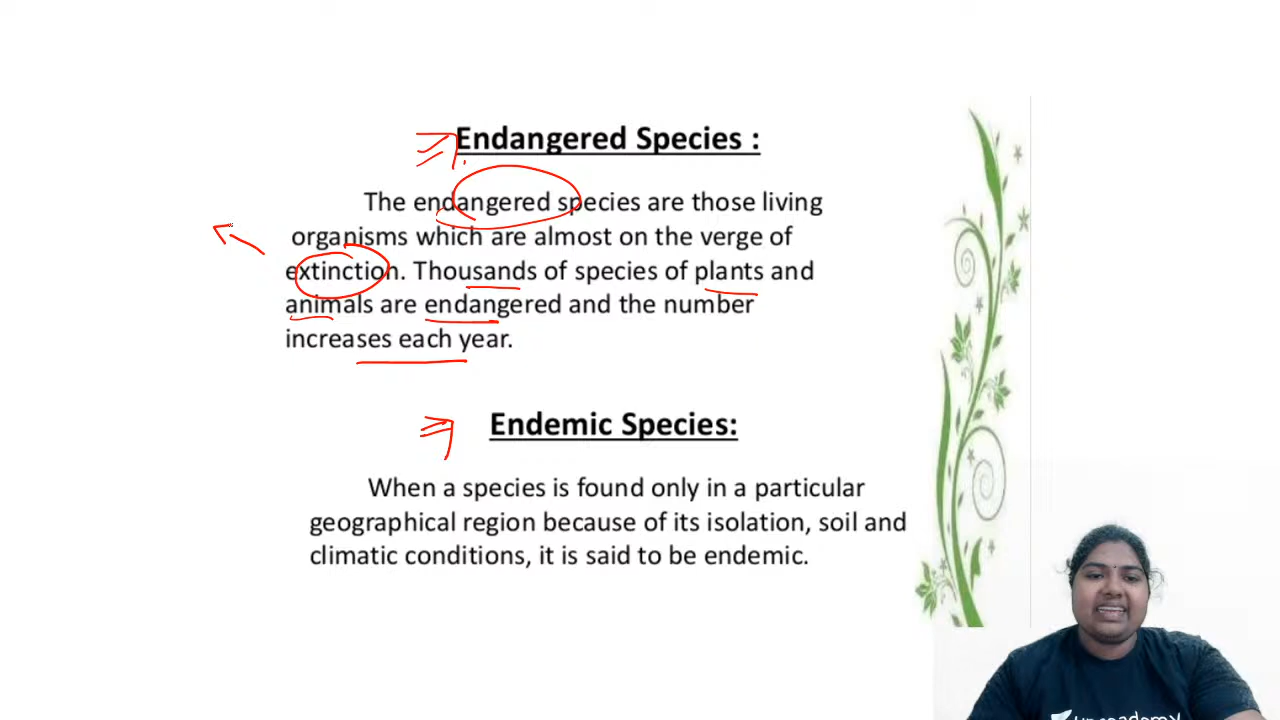 Endangered Species :
The endangered species are those living
organisms which are almost on the verge of
extinction. Thousands of species of plants and
animals are endangered and the number
increases each year.
Endemic Species:
When a species is found only in a particular
geographical region because of its isolation, soil and
climatic conditions, it is said to be endemic.